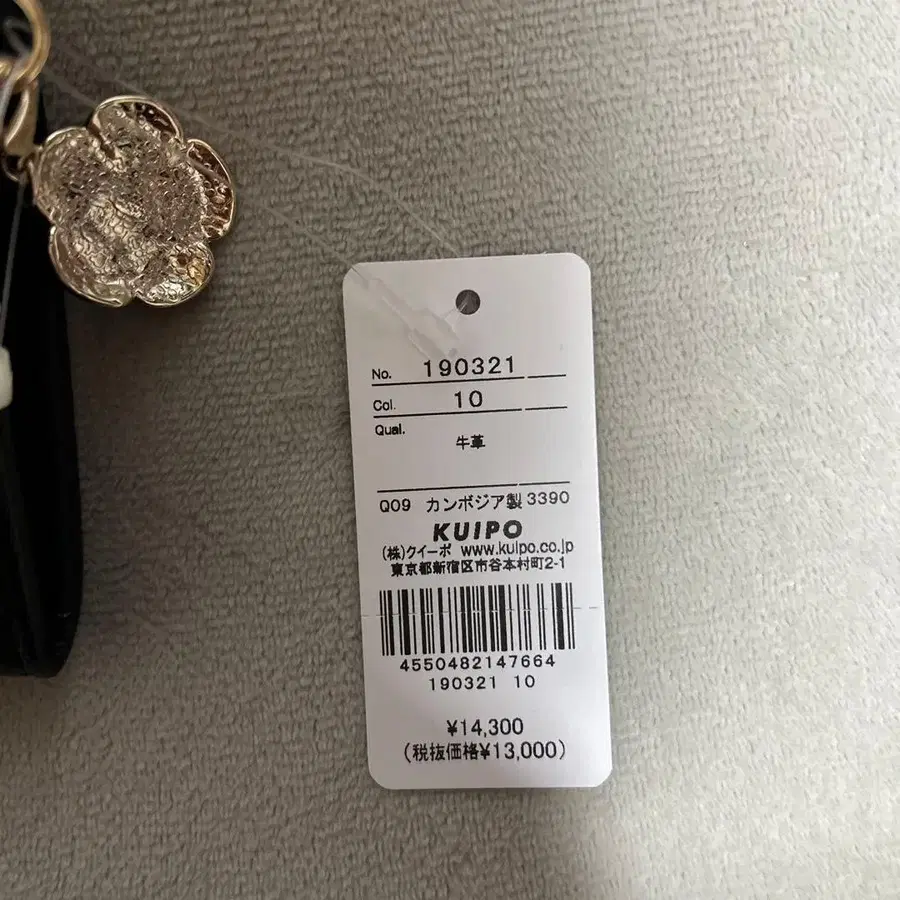 No. 190321
Col. 10
Qual. 牛革
Q09 カンボジア製 3390
KUIPO
(株)クイーポ www.kuipo.co.jp
東京都新宿区市谷本村町2-1
4550482147664
190321 10
¥14,300
(税抜価格¥13,000)